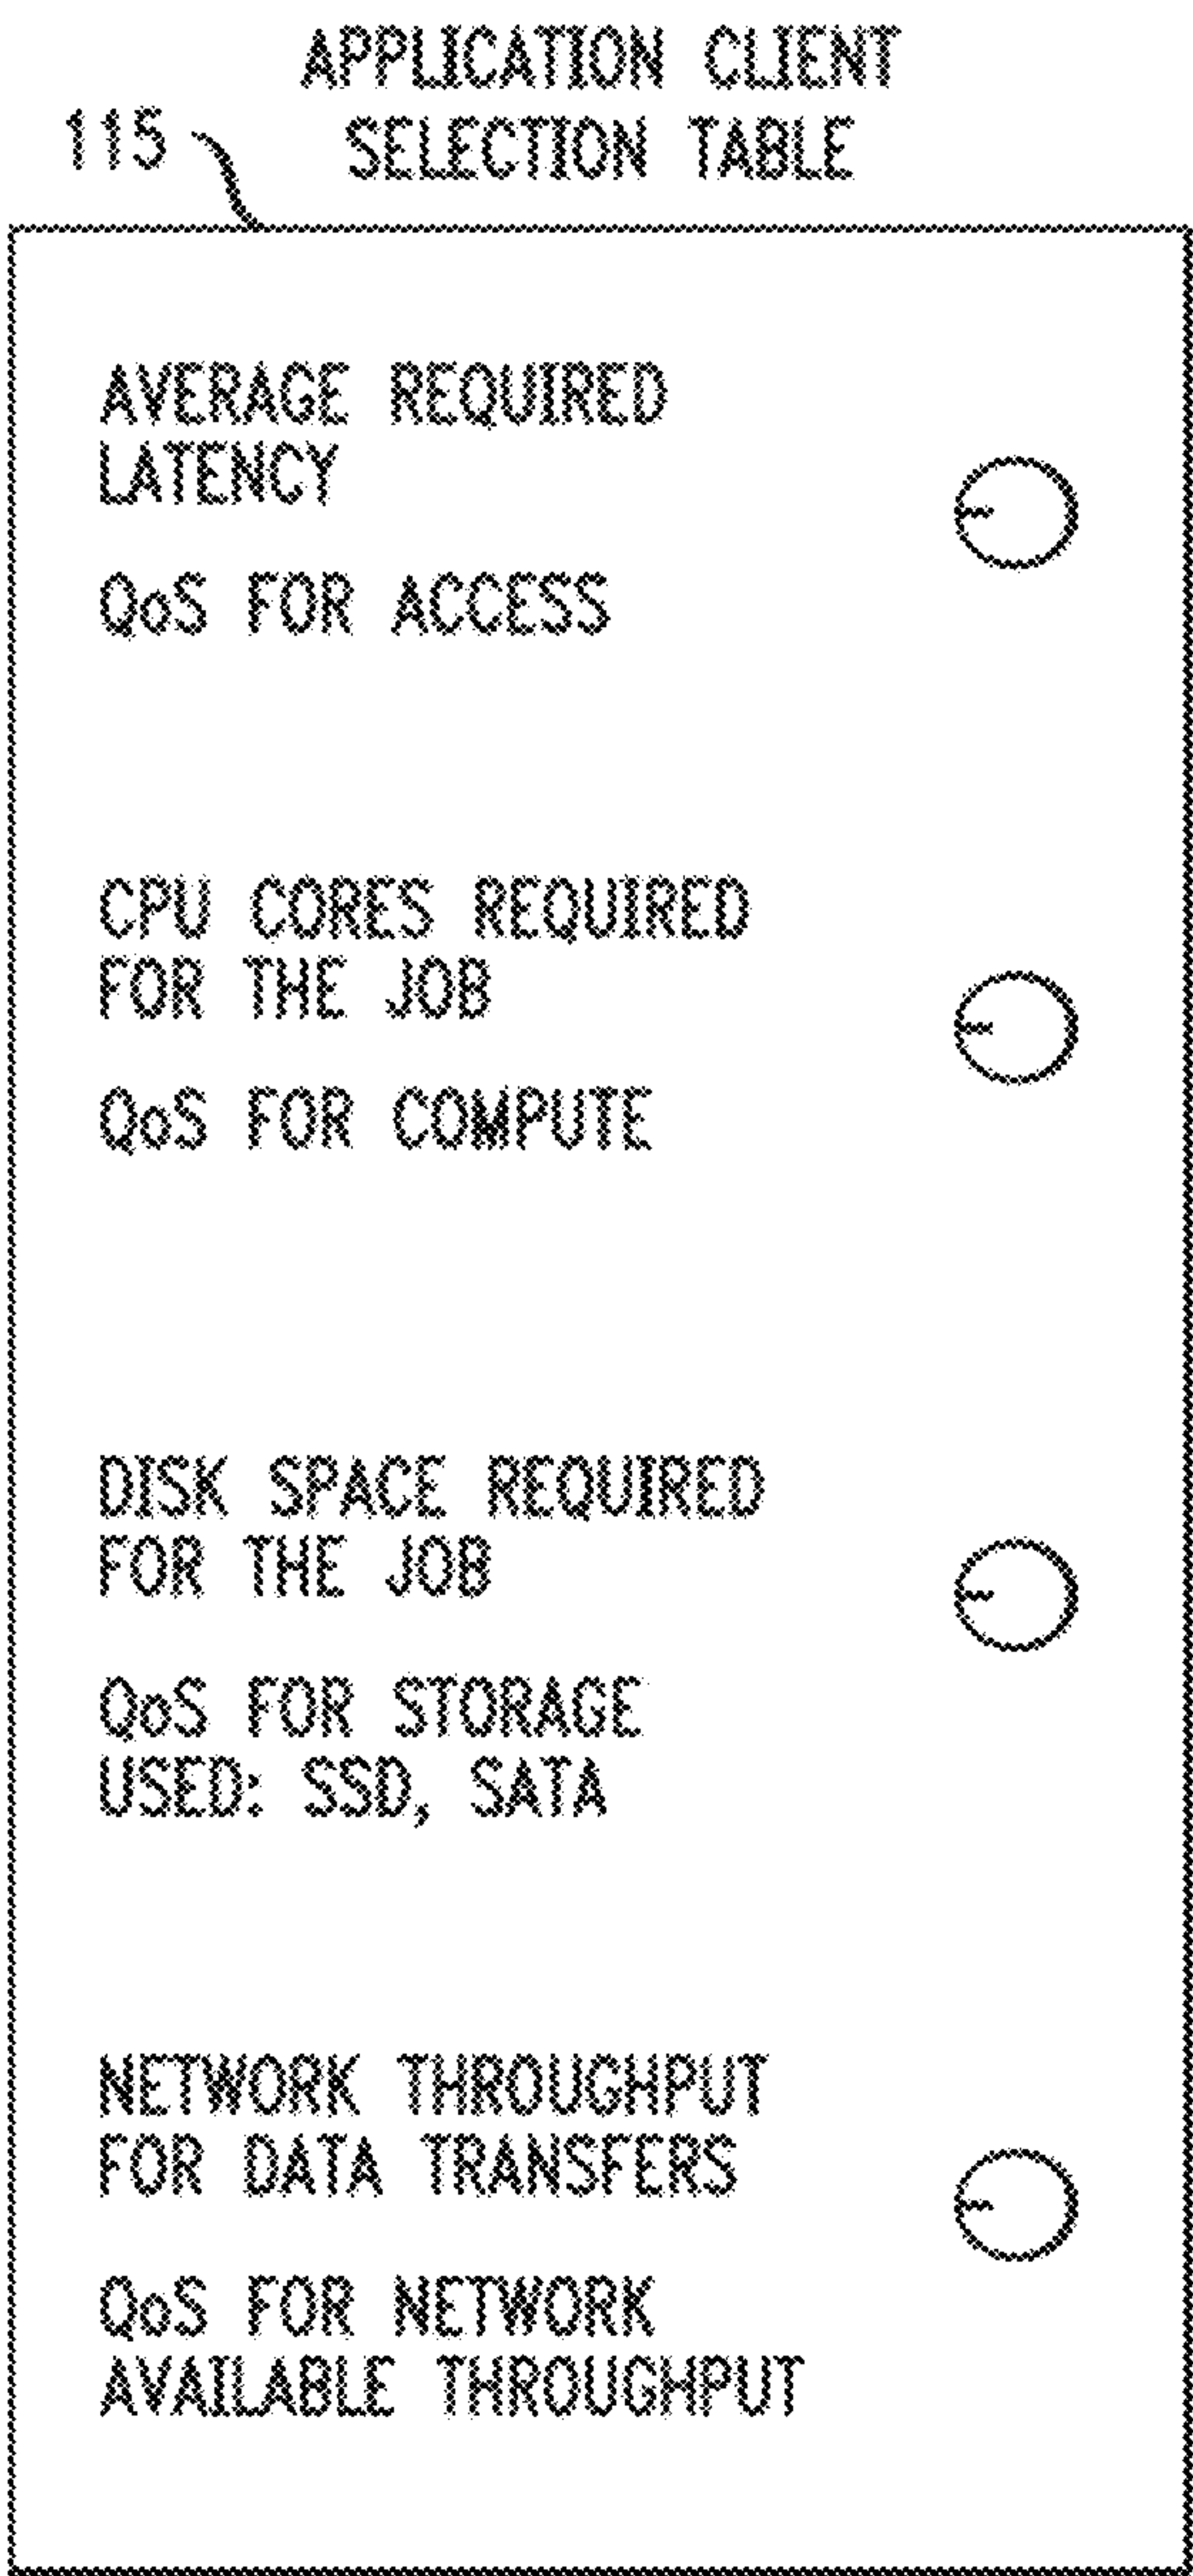 APPLICATION CLIENT
SELECTION TABLE
115
AVERAGE REQUIRED
LATENCY
QoS FOR ACCESS
CPU CORES REQUIRED
FOR THE JOB
QoS FOR COMPUTE
DISK SPACE REQUIRED
FOR THE JOB
QoS FOR STORAGE
USED: SSD, SATA
NETWORK THROUGHPUT
FOR DATA TRANSFERS
QoS FOR NETWORK
AVAILABLE THROUGHPUT